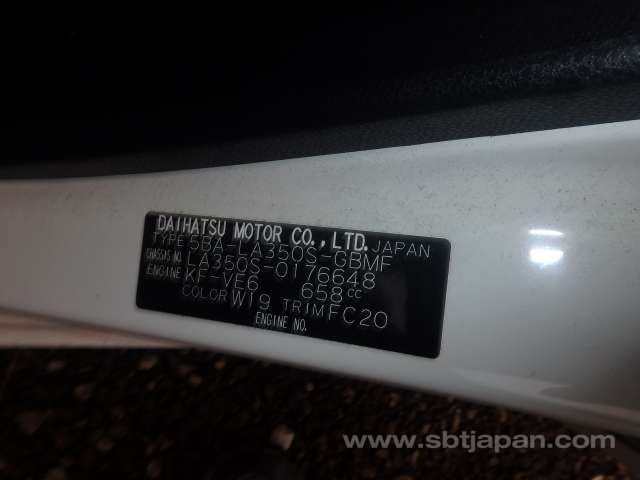 DAIHATSU MOTOR CO., LTD. JAPAN
TYPE 5BA-LA350S-GBMF
CHASSIS NO. LA350S-0176648
ENGINE KF-VE6 658cc
COLOR W19 TRIM FC20
ENGINE NO.
www.sbtjapan.com